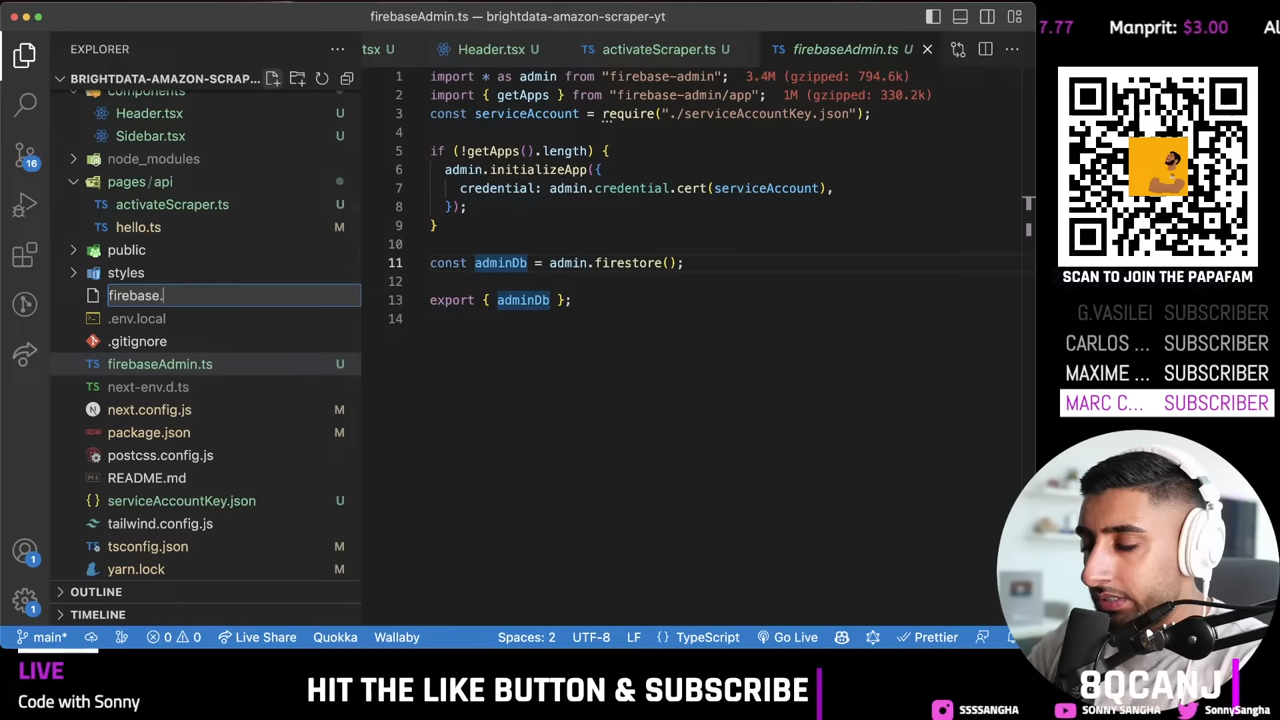 firebaseAdmin.ts — brightdata-amazon-scraper-yt
7.77 Manprit: $3.00
EXPLORER
tsx U
Header.tsx U
activateScraper.ts U
firebaseAdmin.ts U
BRIGHTDATA-AMAZON-SCRAP...
components
Header.tsx U
Sidebar.tsx U
node_modules
pages/api
activateScraper.ts U
hello.ts M
public
styles
firebase.
.env.local
.gitignore
firebaseAdmin.ts U
next-env.d.ts
next.config.js M
package.json M
postcss.config.js
README.md
serviceAccountKey.json U
tailwind.config.js
tsconfig.json M
yarn.lock M
OUTLINE
TIMELINE
16
1
1
1 import * as admin from "firebase-admin"; 3.4M (gzipped: 794.6k)
2 import { getApps } from "firebase-admin/app"; 1M (gzipped: 330.2k)
3 const serviceAccount = require("./serviceAccountKey.json");
4
5 if (!getApps().length) {
6 admin.initializeApp({
7 credential: admin.credential.cert(serviceAccount),
8 });
9 }
10
11 const adminDb = admin.firestore();
12
13 export { adminDb };
14
SCAN TO JOIN THE PAPAFAM
G.VASILEI SUBSCRIBER
CARLOS ... SUBSCRIBER
MAXIME ... SUBSCRIBER
MARC C... SUBSCRIBER
main* 0 0 Live Share Quokka Wallaby Spaces: 2 UTF-8 LF {} TypeScript Go Live Prettier
LIVE
Code with Sonny
HIT THE LIKE BUTTON & SUBSCRIBE
8QCANJ
SSSSANGHA SONNY SANGHA SonnySangha